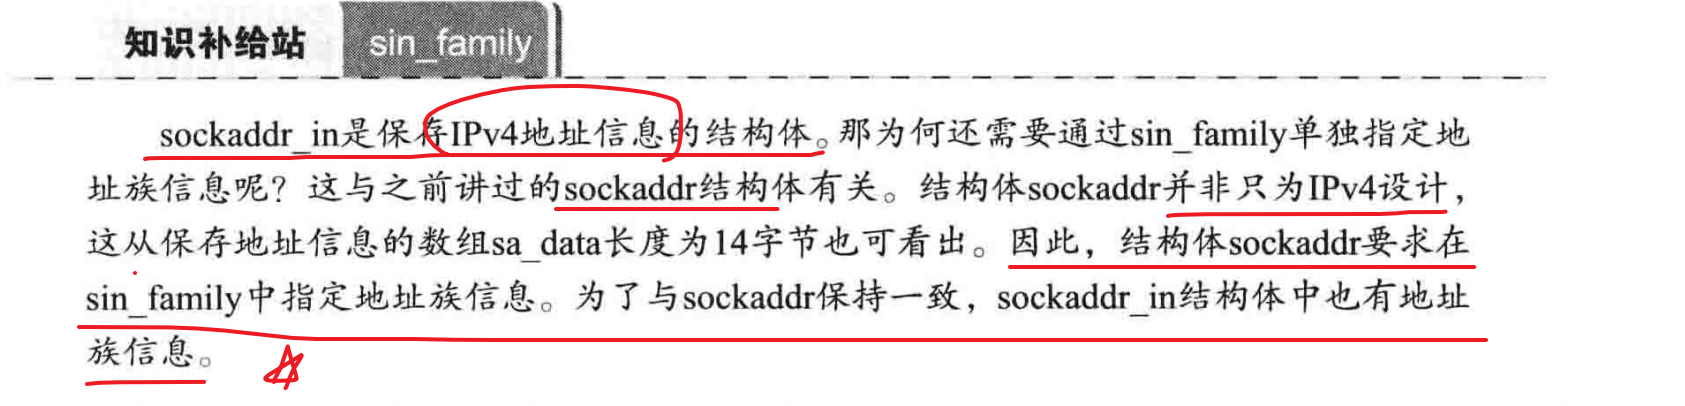 知识补给站 sin_family
sockaddr_in是保存IPv4地址信息的结构体。那为何还需要通过sin_family单独指定地
址族信息呢？这与之前讲过的sockaddr结构体有关。结构体sockaddr并非只为IPv4设计，
这从保存地址信息的数组sa_data长度为14字节也可看出。因此，结构体sockaddr要求在
sin_family中指定地址族信息。为了与sockaddr保持一致，sockaddr_in结构体中也有地址
族信息。